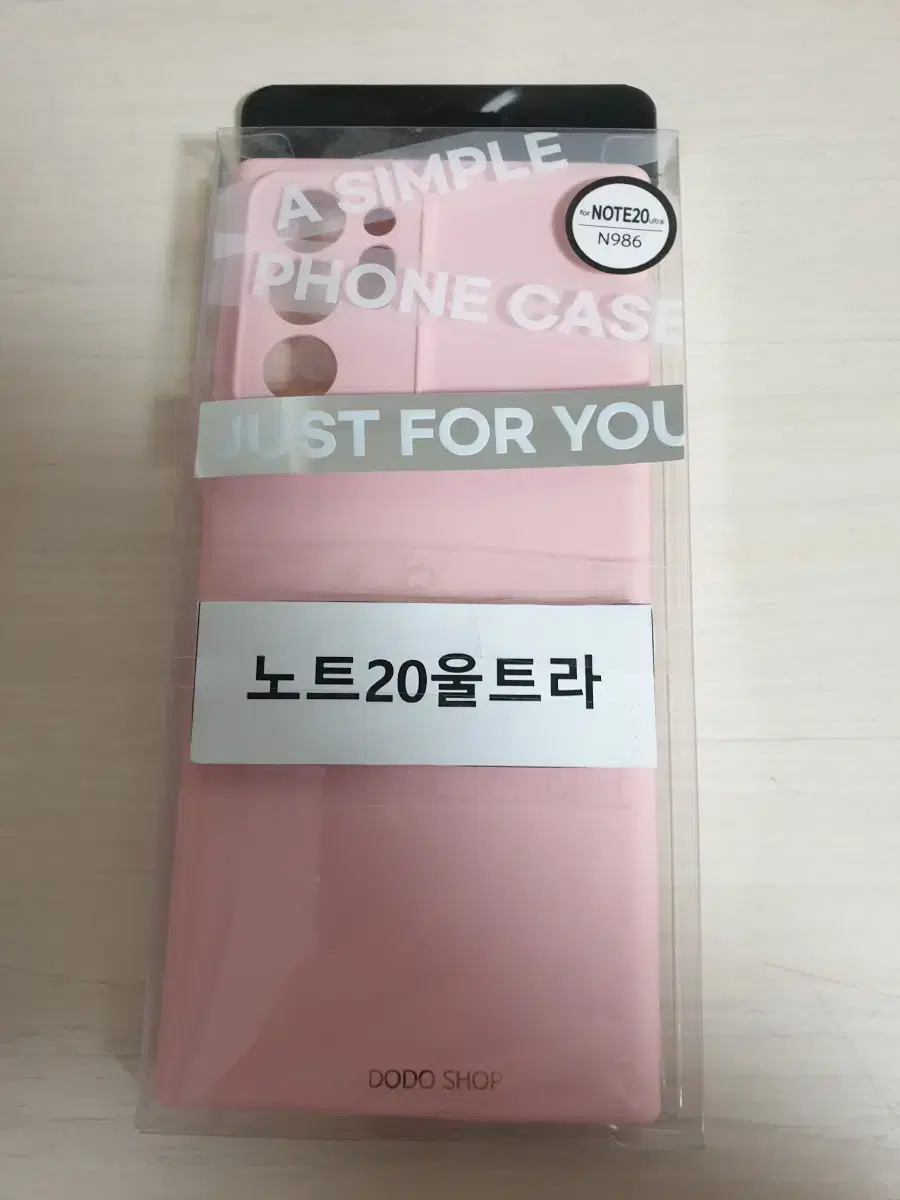 A SIMPLE
for NOTE20 ultra
N986
PHONE CASE
JUST FOR YOU
노트20울트라
DODO SHOP